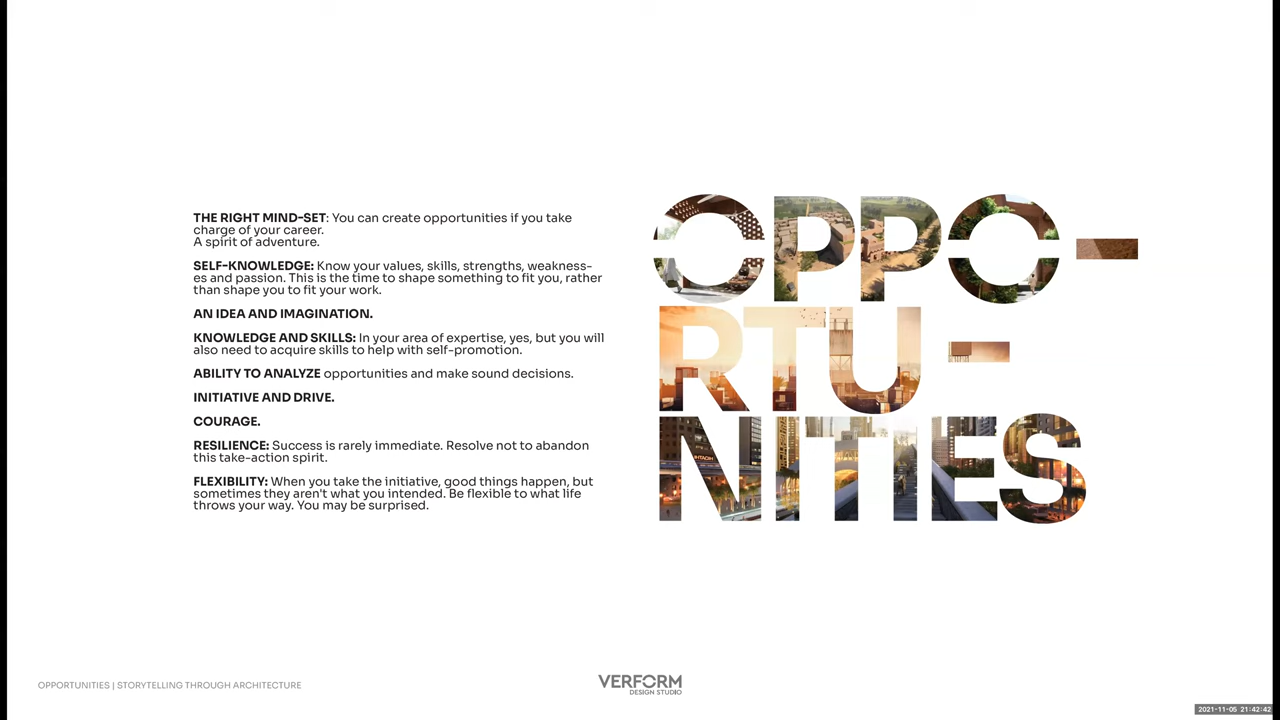 THE RIGHT MIND-SET: You can create opportunities if you take
charge of your career.
A spirit of adventure.
SELF-KNOWLEDGE: Know your values, skills, strengths, weakness-
es and passion. This is the time to shape something to fit you, rather
than shape you to fit your work.
AN IDEA AND IMAGINATION.
KNOWLEDGE AND SKILLS: In your area of expertise, yes, but you will
also need to acquire skills to help with self-promotion.
ABILITY TO ANALYZE opportunities and make sound decisions.
INITIATIVE AND DRIVE.
COURAGE.
RESILIENCE: Success is rarely immediate. Resolve not to abandon
this take-action spirit.
FLEXIBILITY: When you take the initiative, good things happen, but
sometimes they aren't what you intended. Be flexible to what life
throws your way. You may be surprised.
OPPO-
RTU-
NITIES
HITACHI
OPPORTUNITIES | STORYTELLING THROUGH ARCHITECTURE
VERFORM
DESIGN STUDIO
2021-11-05 21:42:42